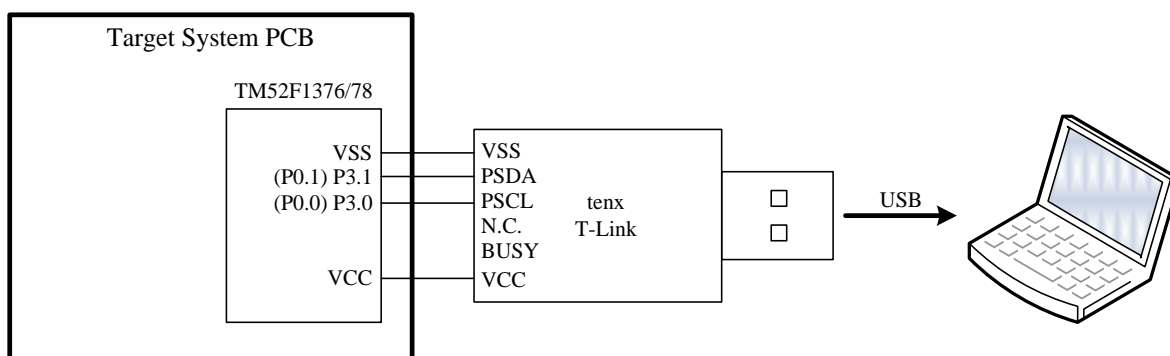 Target System PCB
TM52F1376/78
VSS
(P0.1) P3.1
(P0.0) P3.0
VCC
VSS
PSDA
PSCL
N.C.
BUSY
VCC
tenx
T-Link
USB